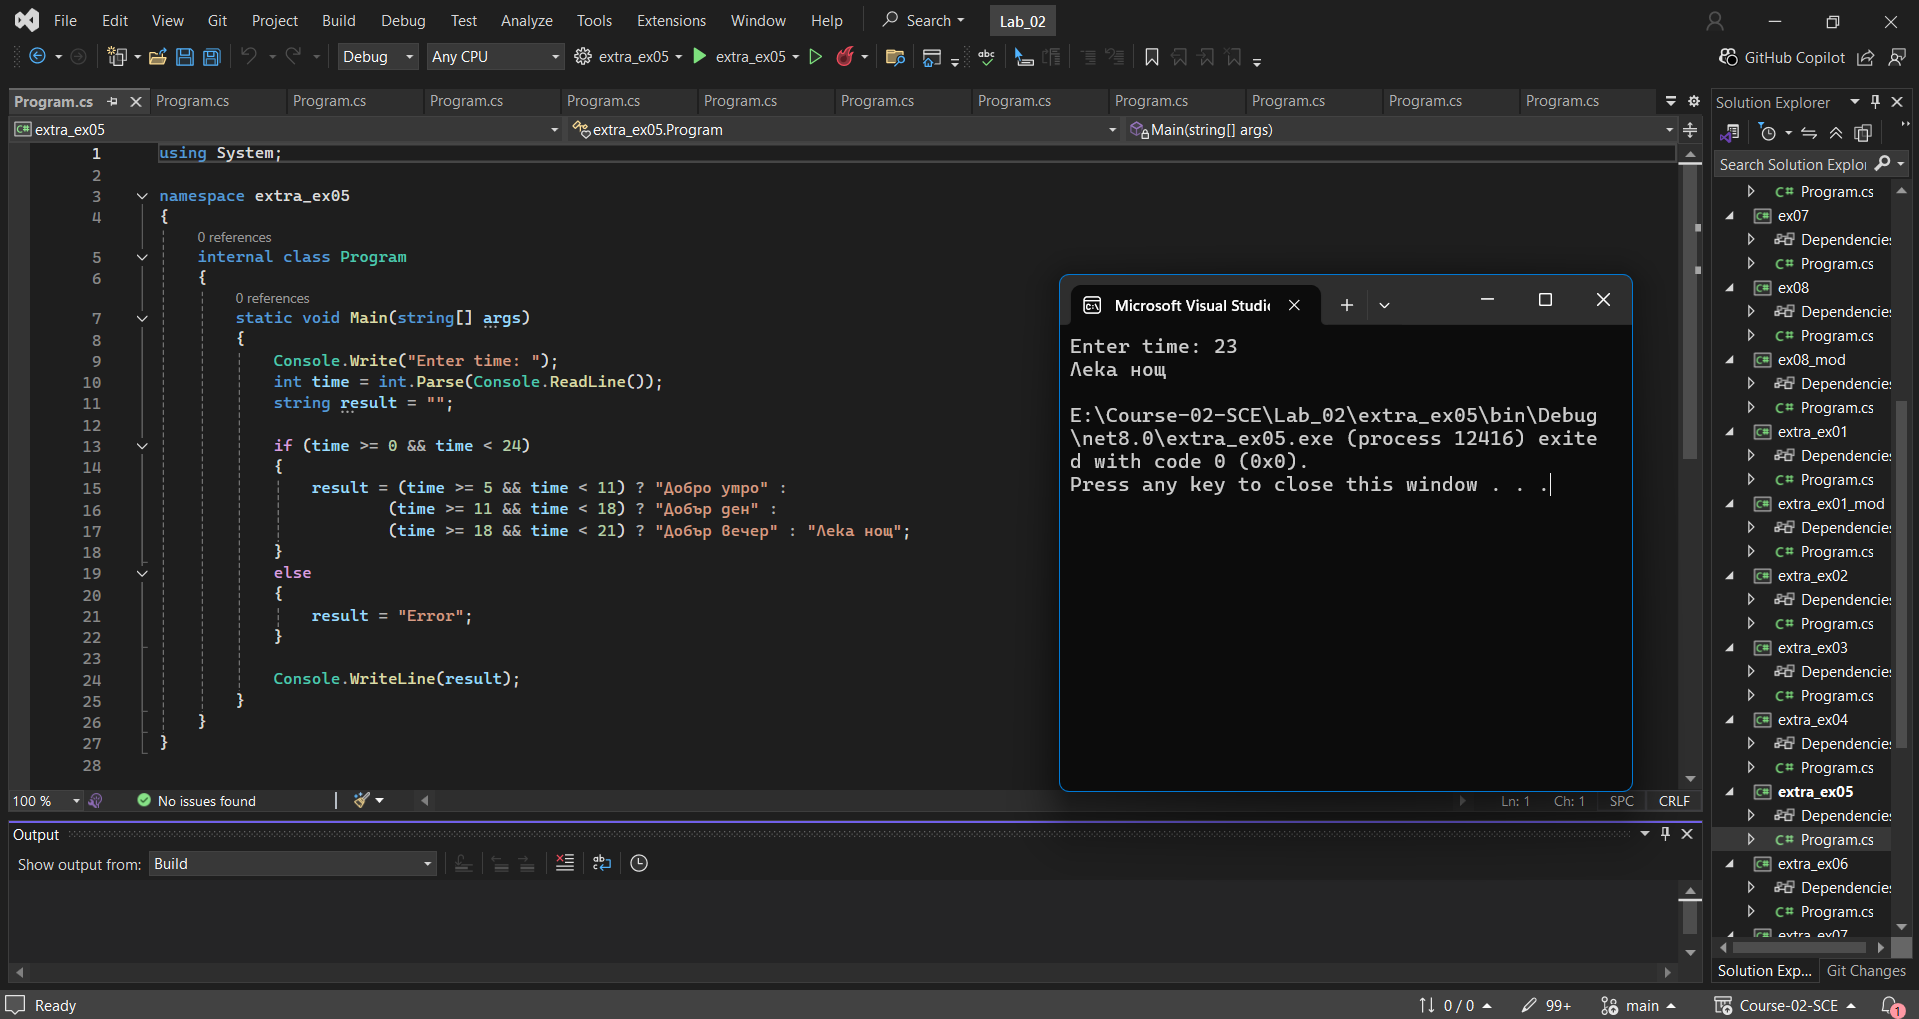 File Edit View Git Project Build Debug Test Analyze Tools Extensions Window Help Search Lab_02
Debug Any CPU extra_ex05 extra_ex05 GitHub Copilot
Program.cs Program.cs Program.cs Program.cs Program.cs Program.cs Program.cs Program.cs Program.cs Program.cs Program.cs Program.cs
extra_ex05 extra_ex05.Program Main(string[] args)
1 using System;
2
3 namespace extra_ex05
4 {
0 references
5 internal class Program
6 {
0 references
7 static void Main(string[] args)
8 {
9 Console.Write("Enter time: ");
10 int time = int.Parse(Console.ReadLine());
11 string result = "";
12
13 if (time >= 0 && time < 24)
14 {
15 result = (time >= 5 && time < 11) ? "Добро утро" :
16 (time >= 11 && time < 18) ? "Добър ден" :
17 (time >= 18 && time < 21) ? "Добър вечер" : "Лека нощ";
18 }
19 else
20 {
21 result = "Error";
22 }
23
24 Console.WriteLine(result);
25 }
26 }
27 }
28
Microsoft Visual Studi
Enter time: 23
Лека нощ
E:\Course-02-SCE\Lab_02\extra_ex05\bin\Debug
\net8.0\extra_ex05.exe (process 12416) exite
d with code 0 (0x0).
Press any key to close this window . . .
100 % No issues found Ln: 1 Ch: 1 SPC CRLF
Output
Show output from: Build
Solution Explorer
Search Solution Explor
C# Program.cs
C# ex07
Dependencies
C# Program.cs
C# ex08
Dependencies
C# Program.cs
C# ex08_mod
Dependencies
C# Program.cs
C# extra_ex01
Dependencies
C# Program.cs
C# extra_ex01_mod
Dependencies
C# Program.cs
C# extra_ex02
Dependencies
C# Program.cs
C# extra_ex03
Dependencies
C# Program.cs
C# extra_ex04
Dependencies
C# Program.cs
C# extra_ex05
Dependencies
C# Program.cs
C# extra_ex06
Dependencies
C# Program.cs
C# extra_ex07
Solution Exp... Git Changes
Ready 0 / 0 99+ main Course-02-SCE 1